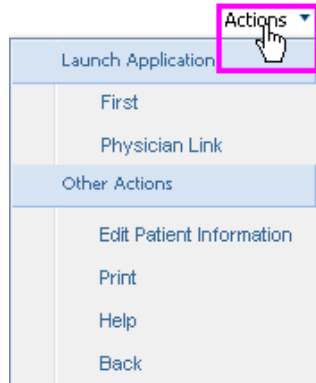 Actions
Launch Application
First
Physician Link
Other Actions
Edit Patient Information
Print
Help
Back